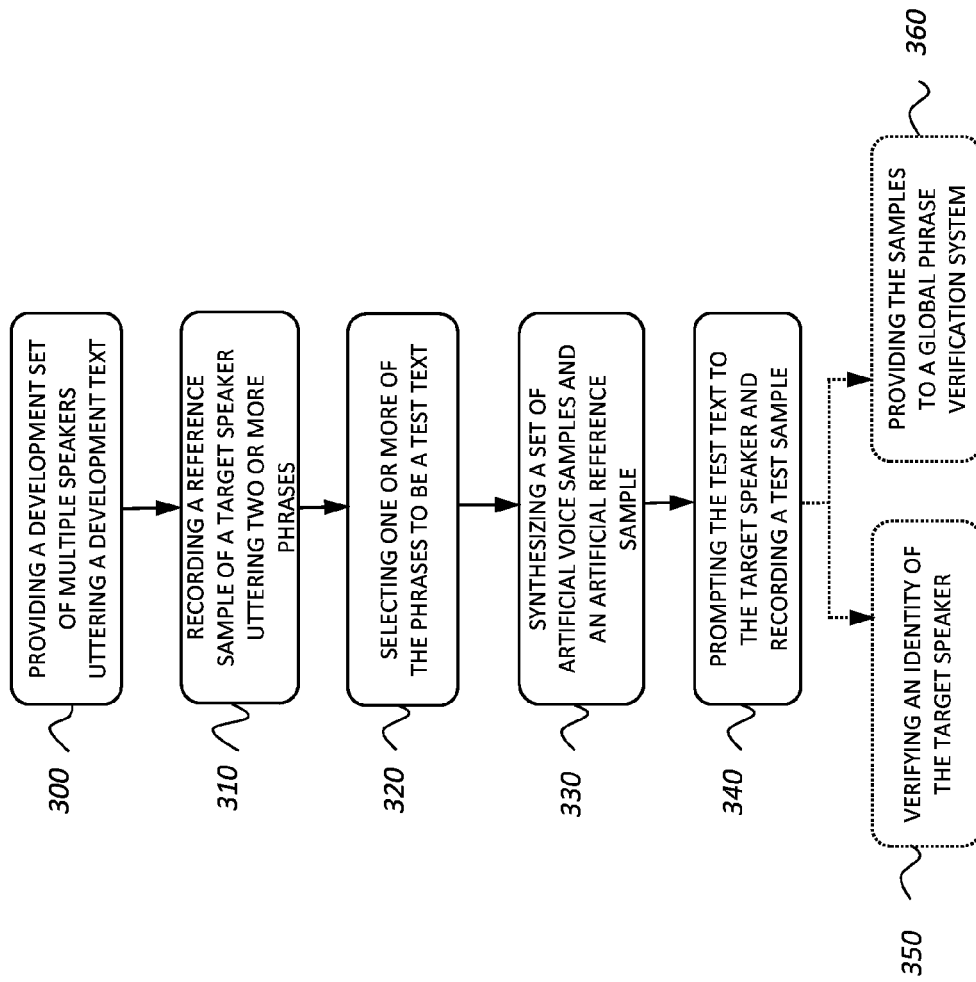 300
PROVIDING A DEVELOPMENT SET
OF MULTIPLE SPEAKERS
UTTERING A DEVELOPMENT TEXT
310
RECORDING A REFERENCE
SAMPLE OF A TARGET SPEAKER
UTTERING TWO OR MORE
PHRASES
320
SELECTING ONE OR MORE OF
THE PHRASES TO BE A TEST TEXT
330
SYNTHESIZING A SET OF
ARTIFICIAL VOICE SAMPLES AND
AN ARTIFICIAL REFERENCE
SAMPLE
340
PROMPTING THE TEST TEXT TO
THE TARGET SPEAKER AND
RECORDING A TEST SAMPLE
350
VERIFYING AN IDENTITY OF
THE TARGET SPEAKER
360
PROVIDING THE SAMPLES
TO A GLOBAL PHRASE
VERIFICATION SYSTEM